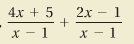 (4x + 5)/(x − 1) + (2x − 1)/(x − 1)